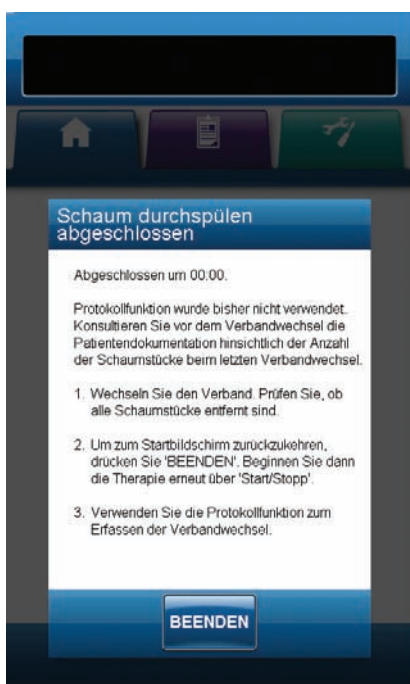 Schaum durchspülen
abgeschlossen
Abgeschlossen um 00:00.
Protokollfunktion wurde bisher nicht verwendet.
Konsultieren Sie vor dem Verbandwechsel die
Patientendokumentation hinsichtlich der Anzahl
der Schaumstücke beim letzten Verbandwechsel.
1. Wechseln Sie den Verband. Prüfen Sie, ob
alle Schaumstücke entfernt sind.
2. Um zum Startbildschirm zurückzukehren,
drücken Sie 'BEENDEN'. Beginnen Sie dann
die Therapie erneut über 'Start/Stopp'.
3. Verwenden Sie die Protokollfunktion zum
Erfassen der Verbandwechsel.
BEENDEN